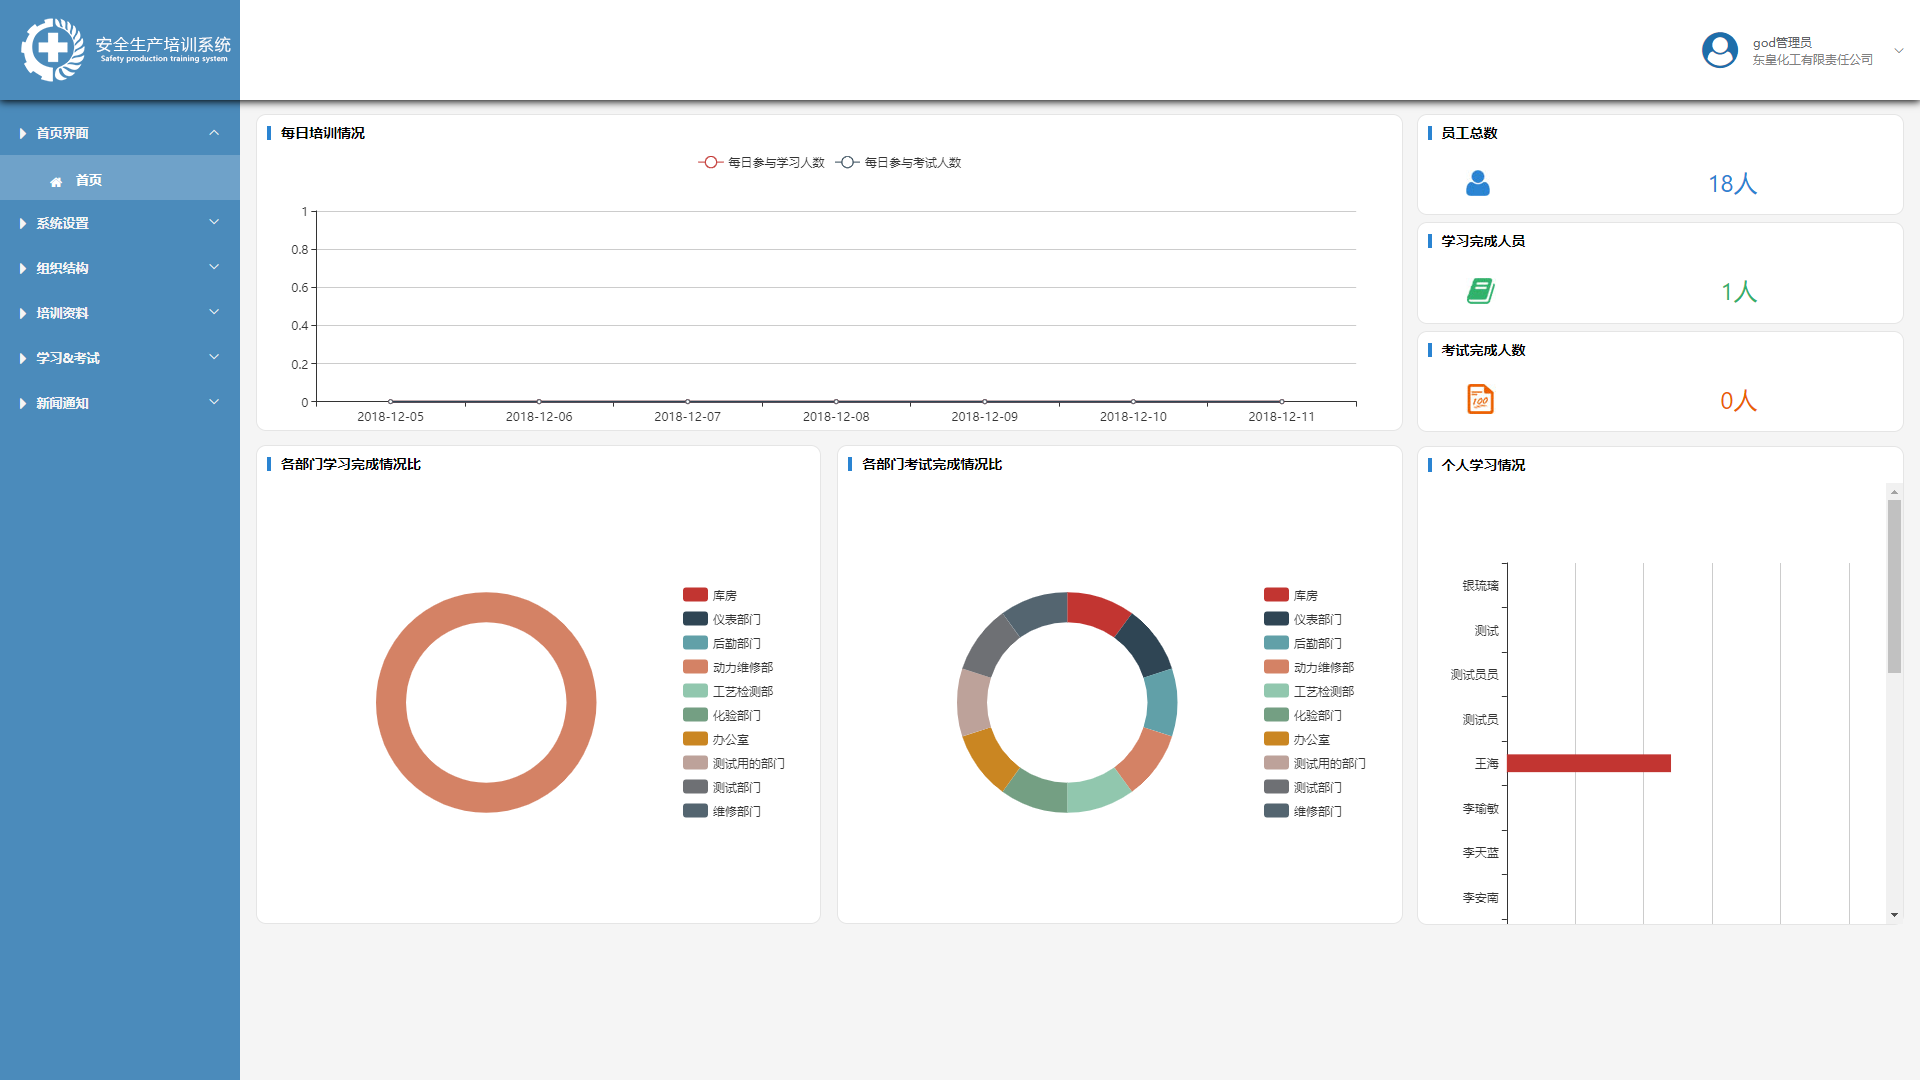 安全生产培训系统
Safety production training system
god管理员
东皇化工有限责任公司
首页界面
首页
系统设置
组织结构
培训资料
学习&考试
新闻通知
每日培训情况
每日参与学习人数 每日参与考试人数
1
0.8
0.6
0.4
0.2
0
2018-12-05 2018-12-06 2018-12-07 2018-12-08 2018-12-09 2018-12-10 2018-12-11
员工总数
18人
学习完成人员
1人
考试完成人数
100
0人
各部门学习完成情况比
库房
仪表部门
后勤部门
动力维修部
工艺检测部
化验部门
办公室
测试用的部门
测试部门
维修部门
各部门考试完成情况比
库房
仪表部门
后勤部门
动力维修部
工艺检测部
化验部门
办公室
测试用的部门
测试部门
维修部门
个人学习情况
银琉璃
测试
测试员员
测试员
王海
李瑜敏
李天蓝
李安南